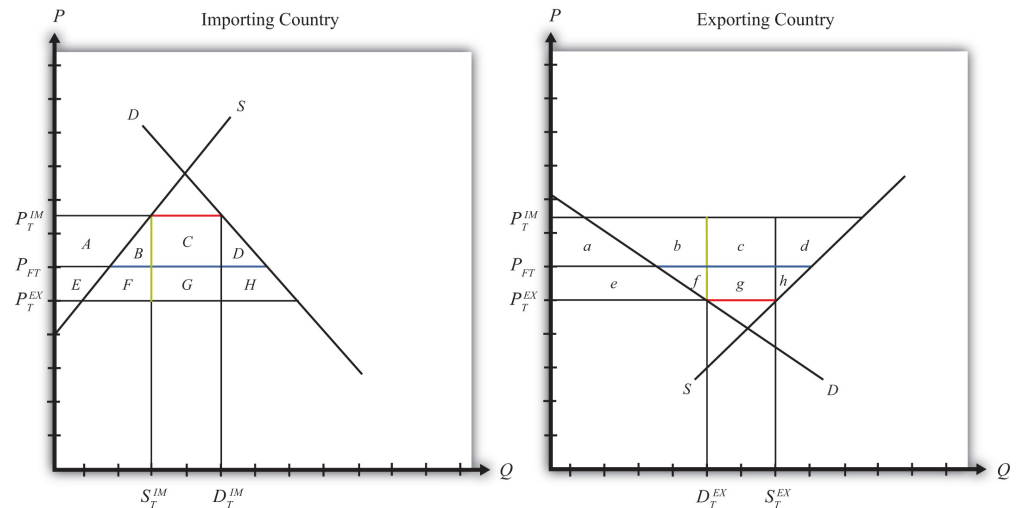 P Importing Country
D S
P_T^IM
A B C D
P_FT
E F G H
P_T^EX
Q
S_T^IM D_T^IM
P Exporting Country
P_T^IM
a b c d
P_FT
e f g h
P_T^EX
S D
Q
D_T^EX S_T^EX